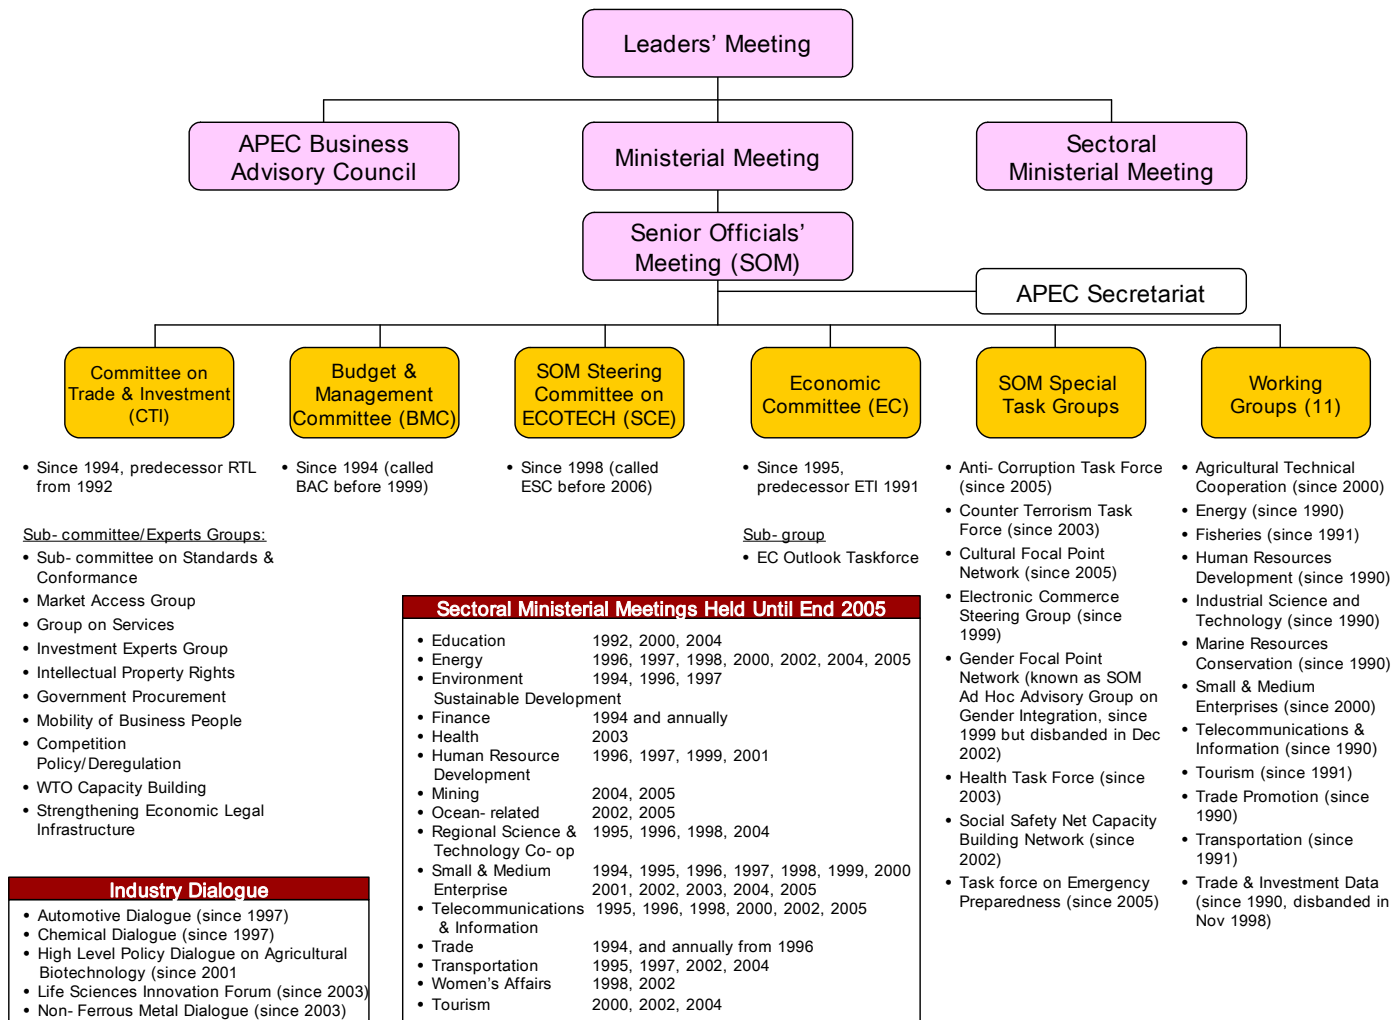 Leaders' Meeting
APEC Business
Advisory Council
Ministerial Meeting
Sectoral
Ministerial Meeting
Senior Officials'
Meeting (SOM)
APEC Secretariat
Committee on
Trade & Investment
(CTI)
Budget &
Management
Committee (BMC)
SOM Steering
Committee on
ECOTECH (SCE)
Economic
Committee (EC)
SOM Special
Task Groups
Working
Groups (11)
• Since 1994, predecessor RTL
from 1992
Sub- committee/Experts Groups:
• Sub- committee on Standards &
Conformance
• Market Access Group
• Group on Services
• Investment Experts Group
• Intellectual Property Rights
• Government Procurement
• Mobility of Business People
• Competition
Policy/Deregulation
• WTO Capacity Building
• Strengthening Economic Legal
Infrastructure
• Since 1994 (called
BAC before 1999)
• Since 1998 (called
ESC before 2006)
• Since 1995,
predecessor ETI 1991
Sub- group
• EC Outlook Taskforce
• Anti- Corruption Task Force
(since 2005)
• Counter Terrorism Task
Force (since 2003)
• Cultural Focal Point
Network (since 2005)
• Electronic Commerce
Steering Group (since
1999)
• Gender Focal Point
Network (known as SOM
Ad Hoc Advisory Group on
Gender Integration, since
1999 but disbanded in Dec
2002)
• Health Task Force (since
2003)
• Social Safety Net Capacity
Building Network (since
2002)
• Task force on Emergency
Preparedness (since 2005)
• Agricultural Technical
Cooperation (since 2000)
• Energy (since 1990)
• Fisheries (since 1991)
• Human Resources
Development (since 1990)
• Industrial Science and
Technology (since 1990)
• Marine Resources
Conservation (since 1990)
• Small & Medium
Enterprises (since 2000)
• Telecommunications &
Information (since 1990)
• Tourism (since 1991)
• Trade Promotion (since
1990)
• Transportation (since
1991)
• Trade & Investment Data
(since 1990, disbanded in
Nov 1998)
Sectoral Ministerial Meetings Held Until End 2005
• Education 1992, 2000, 2004
• Energy 1996, 1997, 1998, 2000, 2002, 2004, 2005
• Environment 1994, 1996, 1997
Sustainable Development
• Finance 1994 and annually
• Health 2003
• Human Resource 1996, 1997, 1999, 2001
Development
• Mining 2004, 2005
• Ocean- related 2002, 2005
• Regional Science & 1995, 1996, 1998, 2004
Technology Co- op
• Small & Medium 1994, 1995, 1996, 1997, 1998, 1999, 2000
Enterprise 2001, 2002, 2003, 2004, 2005
• Telecommunications 1995, 1996, 1998, 2000, 2002, 2005
& Information
• Trade 1994, and annually from 1996
• Transportation 1995, 1997, 2002, 2004
• Women's Affairs 1998, 2002
• Tourism 2000, 2002, 2004
Industry Dialogue
• Automotive Dialogue (since 1997)
• Chemical Dialogue (since 1997)
• High Level Policy Dialogue on Agricultural
Biotechnology (since 2001
• Life Sciences Innovation Forum (since 2003)
• Non- Ferrous Metal Dialogue (since 2003)